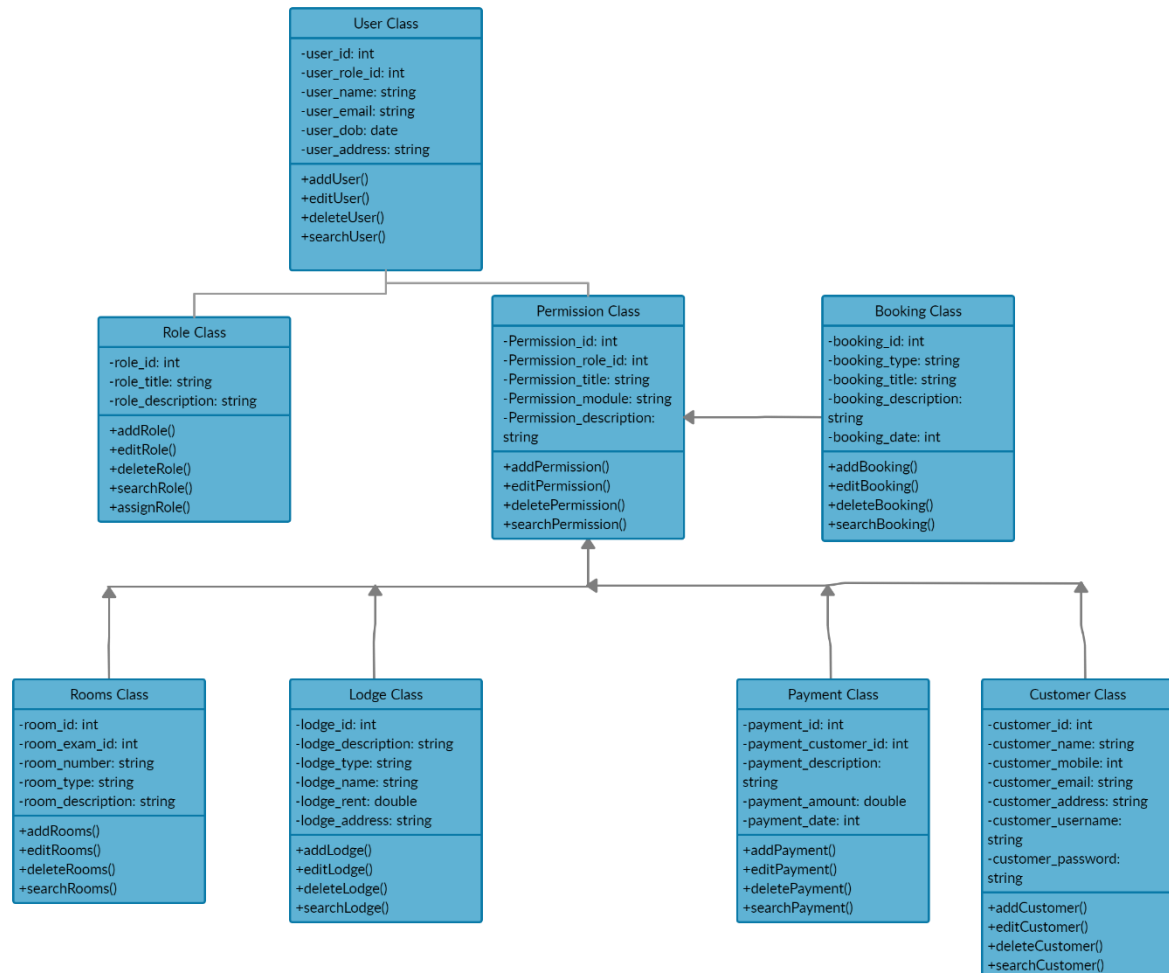 User Class
-user_id: int
-user_role_id: int
-user_name: string
-user_email: string
-user_dob: date
-user_address: string
+addUser()
+editUser()
+deleteUser()
+searchUser()
Role Class
-role_id: int
-role_title: string
-role_description: string
+addRole()
+editRole()
+deleteRole()
+searchRole()
+assignRole()
Permission Class
-Permission_id: int
-Permission_role_id: int
-Permission_title: string
-Permission_module: string
-Permission_description:
string
+addPermission()
+editPermission()
+deletePermission()
+searchPermission()
Booking Class
-booking_id: int
-booking_type: string
-booking_title: string
-booking_description:
string
-booking_date: int
+addBooking()
+editBooking()
+deleteBooking()
+searchBooking()
Rooms Class
-room_id: int
-room_exam_id: int
-room_number: string
-room_type: string
-room_description: string
+addRooms()
+editRooms()
+deleteRooms()
+searchRooms()
Lodge Class
-lodge_id: int
-lodge_description: string
-lodge_type: string
-lodge_name: string
-lodge_rent: double
-lodge_address: string
+addLodge()
+editLodge()
+deleteLodge()
+searchLodge()
Payment Class
-payment_id: int
-payment_customer_id: int
-payment_description:
string
-payment_amount: double
-payment_date: int
+addPayment()
+editPayment()
+deletePayment()
+searchPayment()
Customer Class
-customer_id: int
-customer_name: string
-customer_mobile: int
-customer_email: string
-customer_address: string
-customer_username:
string
-customer_password:
string
+addCustomer()
+editCustomer()
+deleteCustomer()
+searchCustomer()